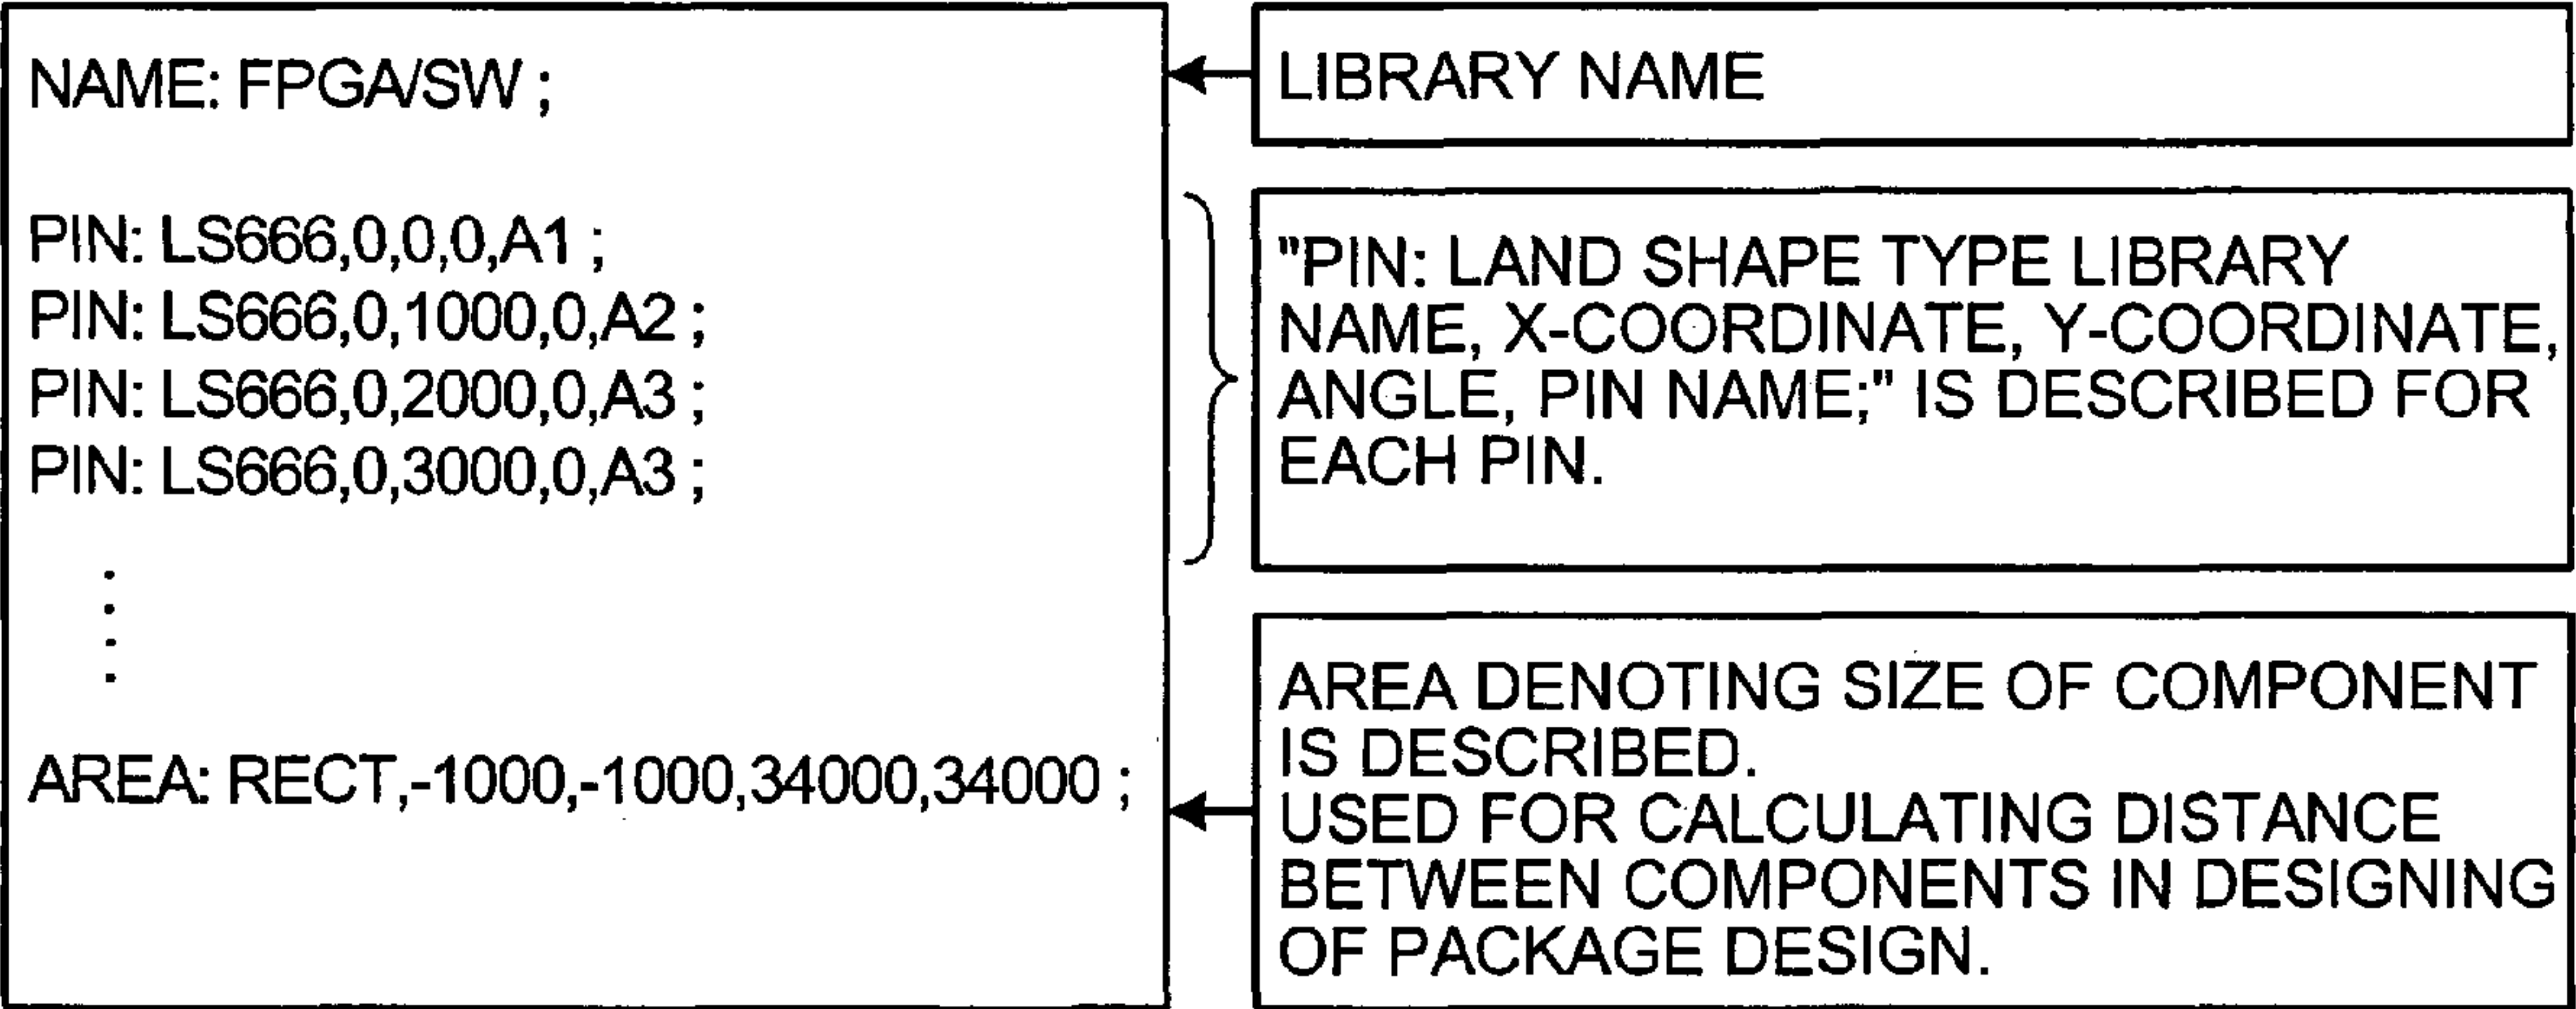 NAME: FPGA/SW ;
LIBRARY NAME
PIN: LS666,0,0,0,A1 ;
PIN: LS666,0,1000,0,A2 ;
PIN: LS666,0,2000,0,A3 ;
PIN: LS666,0,3000,0,A3 ;
"PIN: LAND SHAPE TYPE LIBRARY
NAME, X-COORDINATE, Y-COORDINATE,
ANGLE, PIN NAME;" IS DESCRIBED FOR
EACH PIN.
AREA: RECT,-1000,-1000,34000,34000 ;
AREA DENOTING SIZE OF COMPONENT
IS DESCRIBED.
USED FOR CALCULATING DISTANCE
BETWEEN COMPONENTS IN DESIGNING
OF PACKAGE DESIGN.